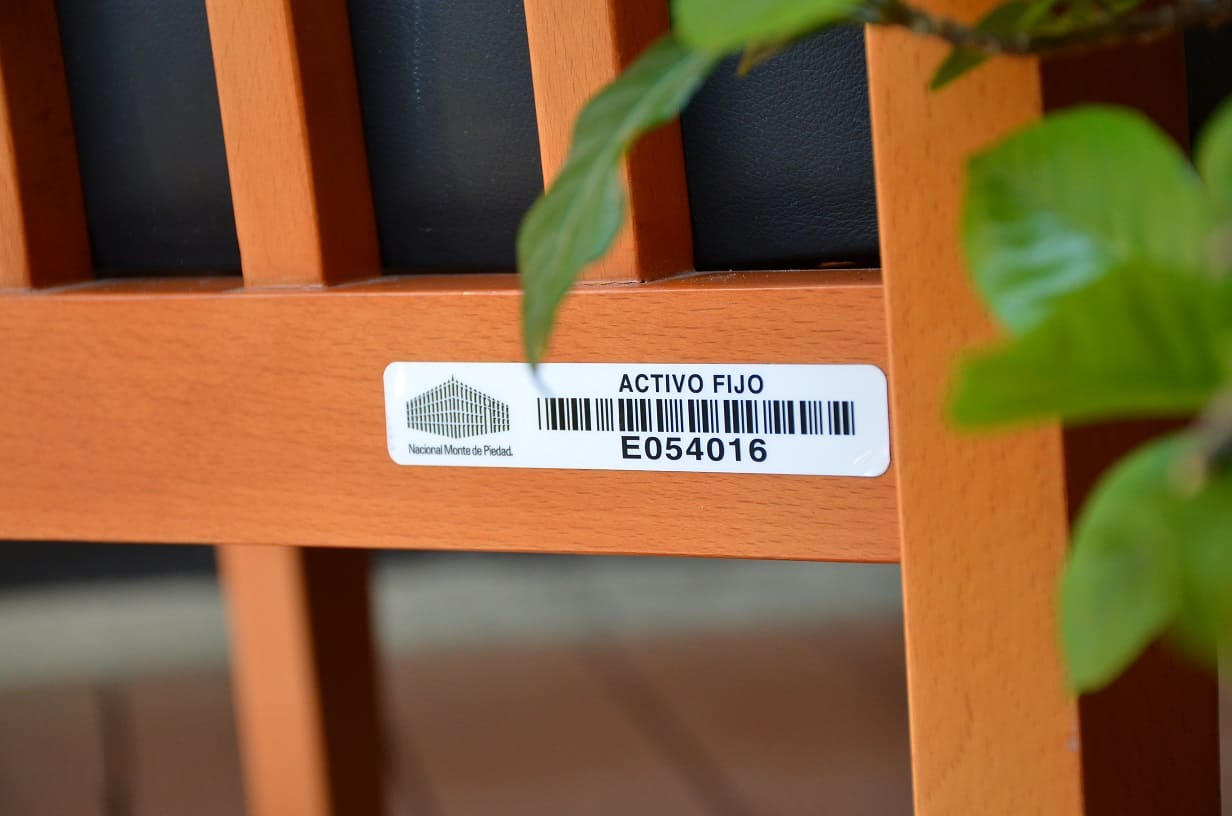 ACTIVO FIJO
E054016
Nacional Monte de Piedad.